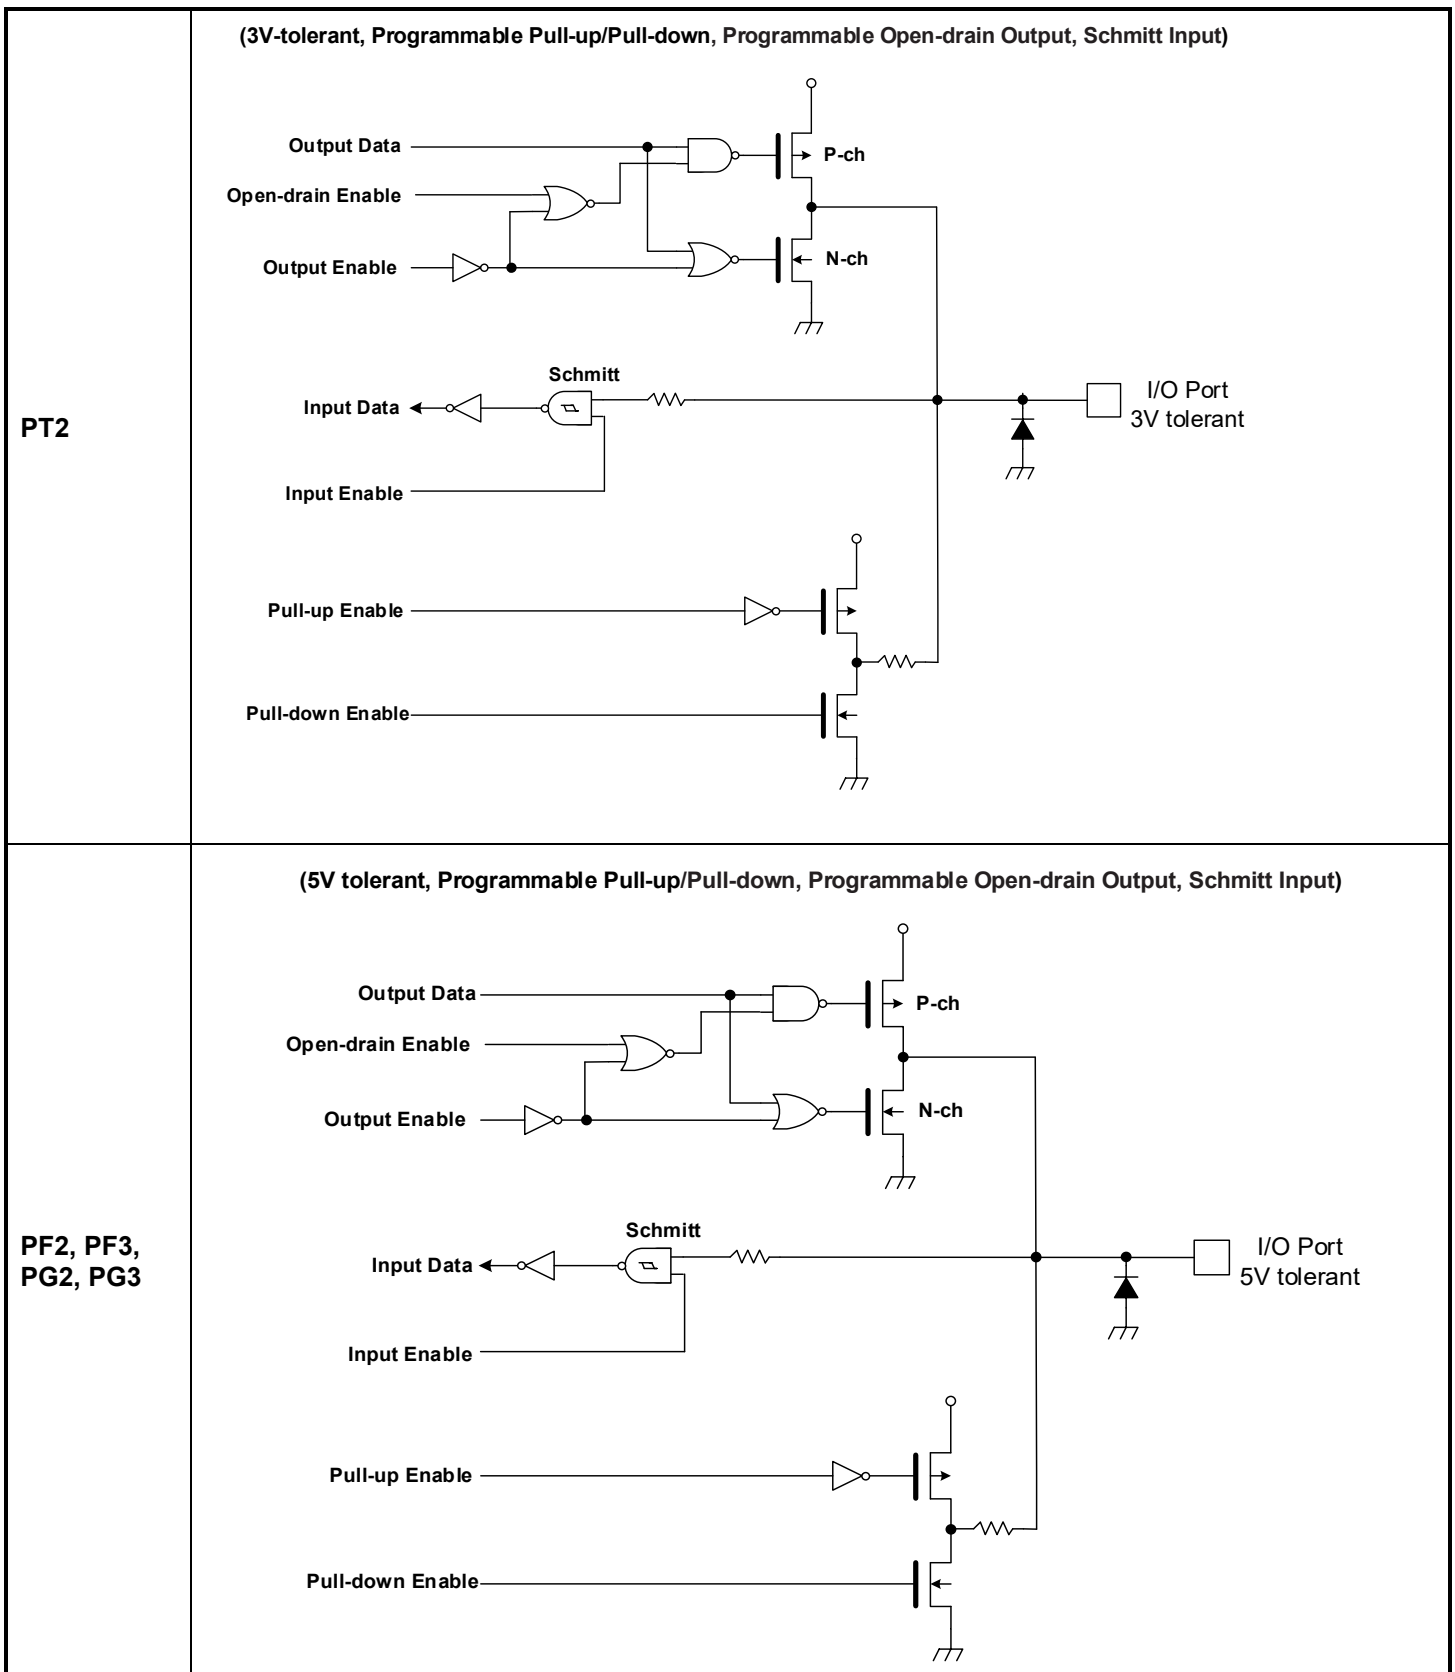 PT2
(3V-tolerant, Programmable Pull-up/Pull-down, Programmable Open-drain Output, Schmitt Input)
Output Data
P-ch
Open-drain Enable
Output Enable
N-ch
Schmitt
Input Data
I/O Port
3V tolerant
Input Enable
Pull-up Enable
Pull-down Enable
PF2, PF3,
PG2, PG3
(5V tolerant, Programmable Pull-up/Pull-down, Programmable Open-drain Output, Schmitt Input)
Output Data
P-ch
Open-drain Enable
Output Enable
N-ch
Schmitt
Input Data
I/O Port
5V tolerant
Input Enable
Pull-up Enable
Pull-down Enable